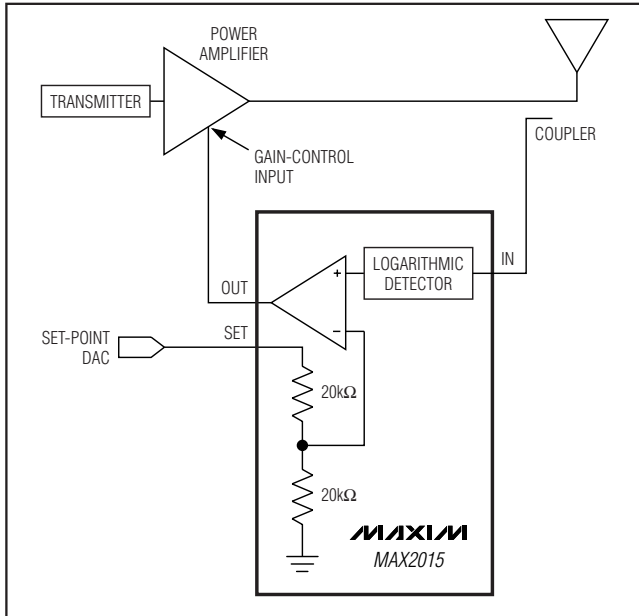 POWER
AMPLIFIER
TRANSMITTER
GAIN-CONTROL
INPUT
COUPLER
LOGARITHMIC
DETECTOR
IN
OUT
+
−
SET
SET-POINT
DAC
20kΩ
20kΩ
MAXIM
MAX2015